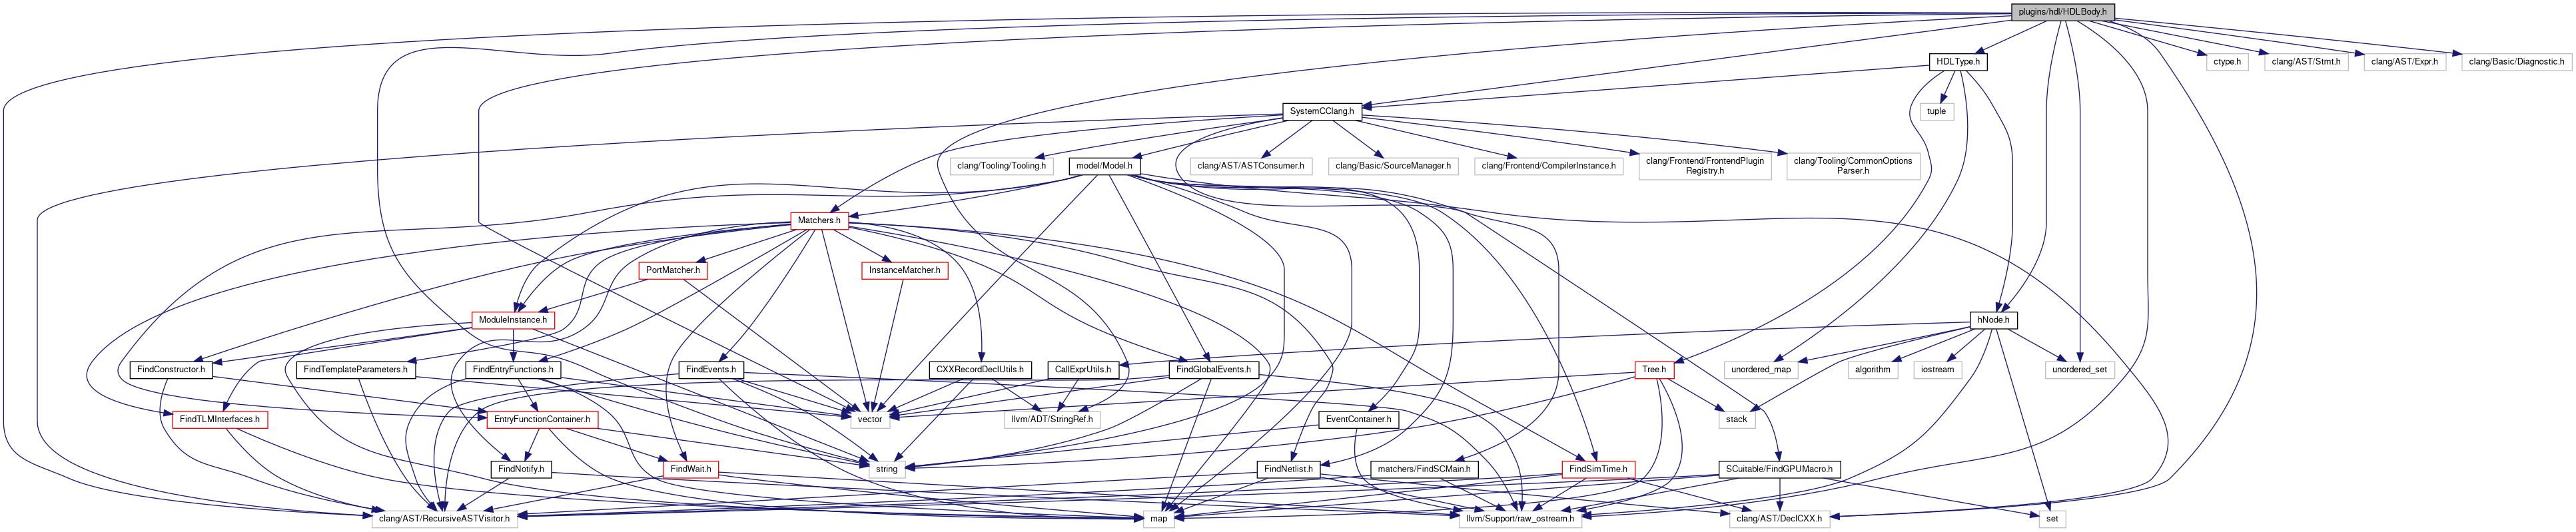 plugins/hdl/HDLBody.h
HDLType.h
ctype.h
clang/AST/Stmt.h
clang/AST/Expr.h
clang/Basic/Diagnostic.h
SystemCClang.h
tuple
clang/Tooling/Tooling.h
model/Model.h
clang/AST/ASTConsumer.h
clang/Basic/SourceManager.h
clang/Frontend/CompilerInstance.h
clang/Frontend/FrontendPlugin
Registry.h
clang/Tooling/CommonOptions
Parser.h
Matchers.h
PortMatcher.h
InstanceMatcher.h
ModuleInstance.h
hNode.h
FindConstructor.h
FindTemplateParameters.h
FindEntryFunctions.h
FindEvents.h
CXXRecordDeclUtils.h
CallExprUtils.h
FindGlobalEvents.h
Tree.h
unordered_map
algorithm
iostream
unordered_set
FindTLMInterfaces.h
EntryFunctionContainer.h
vector
llvm/ADT/StringRef.h
EventContainer.h
stack
FindNotify.h
FindWait.h
string
FindNetlist.h
matchers/FindSCMain.h
FindSimTime.h
SCuitable/FindGPUMacro.h
clang/AST/RecursiveASTVisitor.h
map
llvm/Support/raw_ostream.h
clang/AST/DeclCXX.h
set